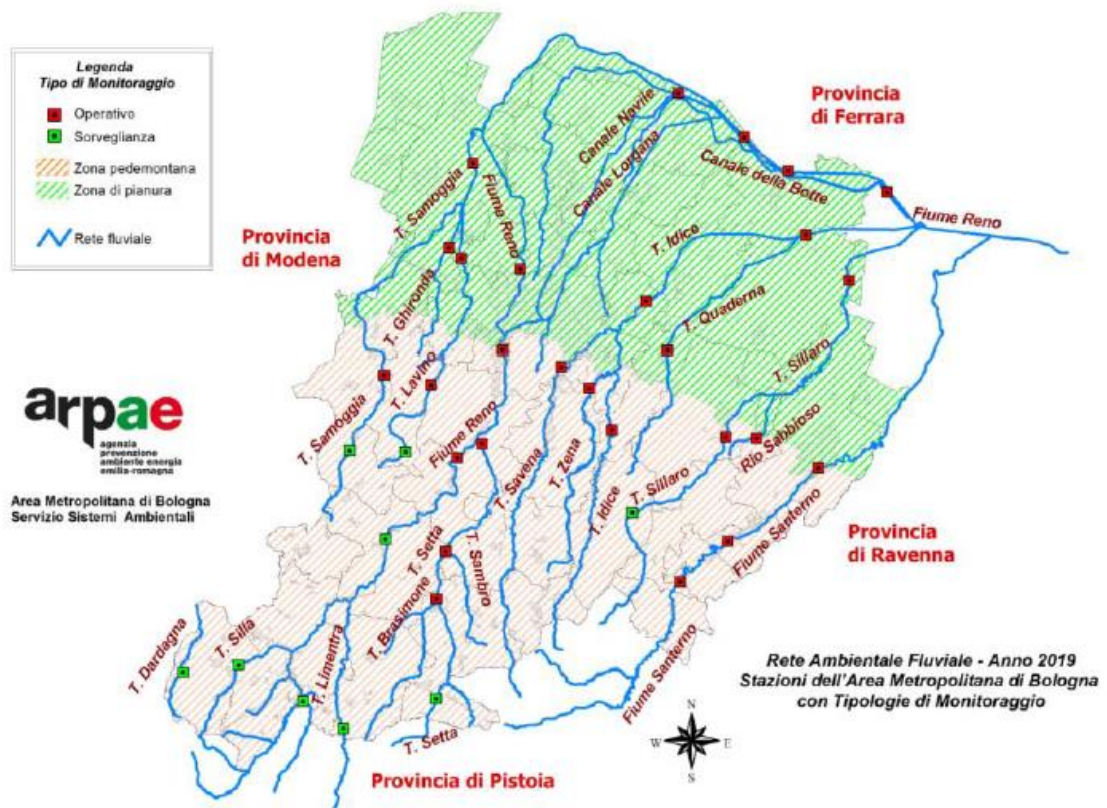 Legenda
Tipo di Monitoraggio
Operativo
Sorveglianza
Zona pedemontana
Zona di pianura
Rete fluviale
Provincia
di Ferrara
Canale Navile
Canale Lorgana
Canale della Botte
Fiume Reno
T. Samoggia
Fiume Reno
Provincia
di Modena
T. Idice
T. Ghironda
T. Quaderna
T. Sillaro
T. Lavino
arpae
agenzia
prevenzione
ambiente energia
emilia-romagna
Area Metropolitana di Bologna
Servizio Sistemi Ambientali
T. Samoggia
Fiume Reno
T. Savena
T. Zena
T. Idice
T. Sillaro
Rio Sabbioso
Fiume Santerno
Provincia
di Ravenna
T. Setta
T. Sambro
T. Brasimone
T. Dardagna
T. Silla
T. Limentra
Fiume Santerno
T. Setta
Provincia di Pistoia
Rete Ambientale Fluviale - Anno 2019
Stazioni dell'Area Metropolitana di Bologna
con Tipologie di Monitoraggio
N
W E
S